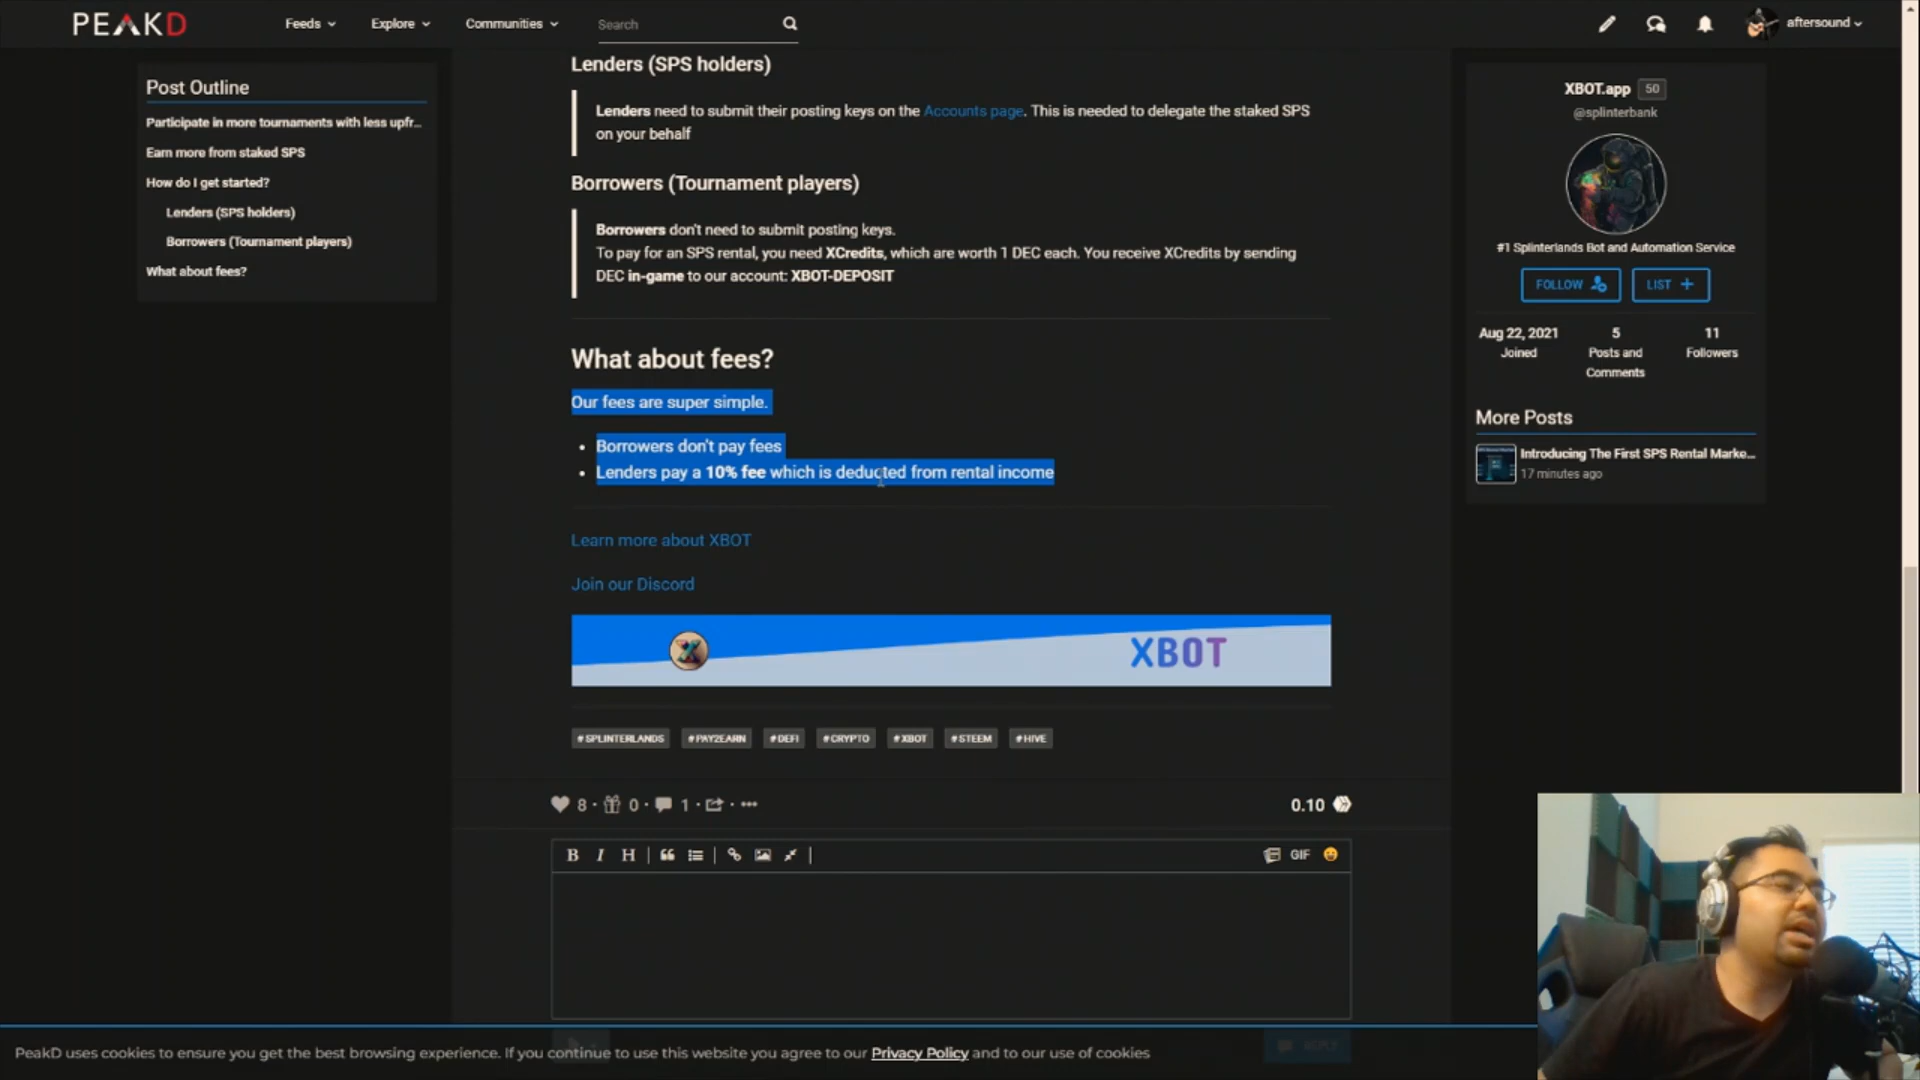 PEAKD
Feeds
Explore
Communities
Search
aftersound
Post Outline
Participate in more tournaments with less upfr...
Earn more from staked SPS
How do I get started?
Lenders (SPS holders)
Borrowers (Tournament players)
What about fees?
Lenders (SPS holders)
Lenders need to submit their posting keys on the Accounts page. This is needed to delegate the staked SPS
on your behalf
Borrowers (Tournament players)
Borrowers don't need to submit posting keys.
To pay for an SPS rental, you need XCredits, which are worth 1 DEC each. You receive XCredits by sending
DEC in-game to our account: XBOT-DEPOSIT
What about fees?
Our fees are super simple.
• Borrowers don't pay fees
• Lenders pay a 10% fee which is deducted from rental income
Learn more about XBOT
Join our Discord
XBOT
#SPLINTERLANDS #PAY2EARN #DEFI #CRYPTO #XBOT #STEEM #HIVE
8 · 0 · 1 · · •••
0.10
B I H
GIF
XBOT.app 50
@splinterbank
#1 Splinterlands Bot and Automation Service
FOLLOW
LIST +
Aug 22, 2021 5 11
Joined Posts and Comments Followers
More Posts
Introducing The First SPS Rental Marke...
17 minutes ago
PeakD uses cookies to ensure you get the best browsing experience. If you continue to use this website you agree to our Privacy Policy and to our use of cookies
REPLY